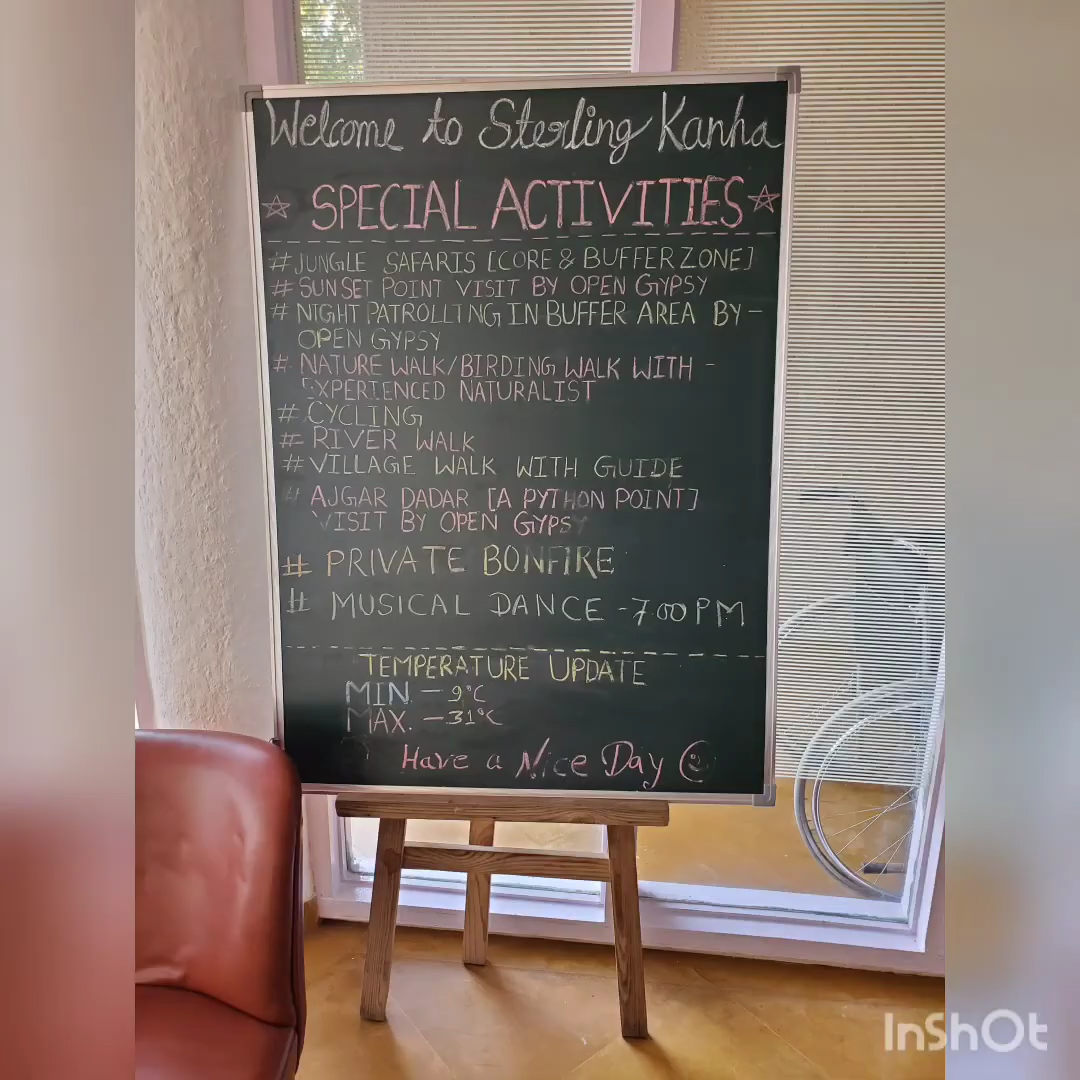 Welcome to Sterling Kanha
☆ SPECIAL ACTIVITIES ☆
# JUNGLE SAFARIS [CORE & BUFFER ZONE]
# SUNSET POINT VISIT BY OPEN GYPSY
# NIGHT PATROLLING IN BUFFER AREA BY -
OPEN GYPSY
# NATURE WALK/BIRDING WALK WITH -
EXPERIENCED NATURALIST
# CYCLING
# RIVER WALK
# VILLAGE WALK WITH GUIDE
# AJGAR DADAR [A PYTHON POINT]
VISIT BY OPEN GYPSY
# PRIVATE BONFIRE
# MUSICAL DANCE - 7:00 PM
TEMPERATURE UPDATE
MIN - 9°C
MAX. - 31°C
Have a Nice Day ☺
InShOt